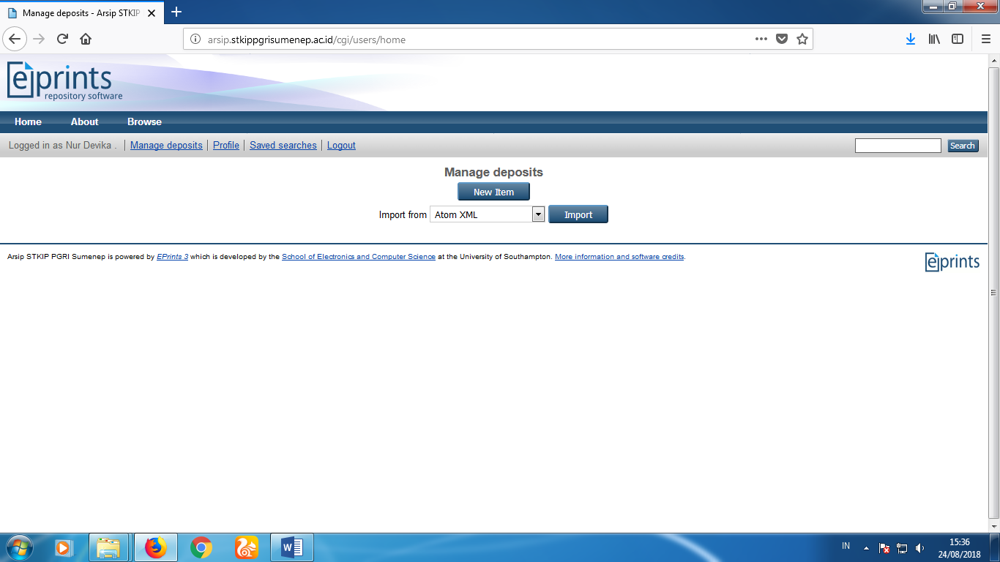 Manage deposits - Arsip STKIP
arsip.stkippgrisumenep.ac.id/cgi/users/home
eprints
repository software
Home About Browse
Logged in as Nur Devika . Manage deposits Profile Saved searches Logout Search
Manage deposits
New Item
Import from Atom XML Import
Arsip STKIP PGRI Sumenep is powered by EPrints 3 which is developed by the School of Electronics and Computer Science at the University of Southampton. More information and software credits.
eprints
IN
15:36
24/08/2018